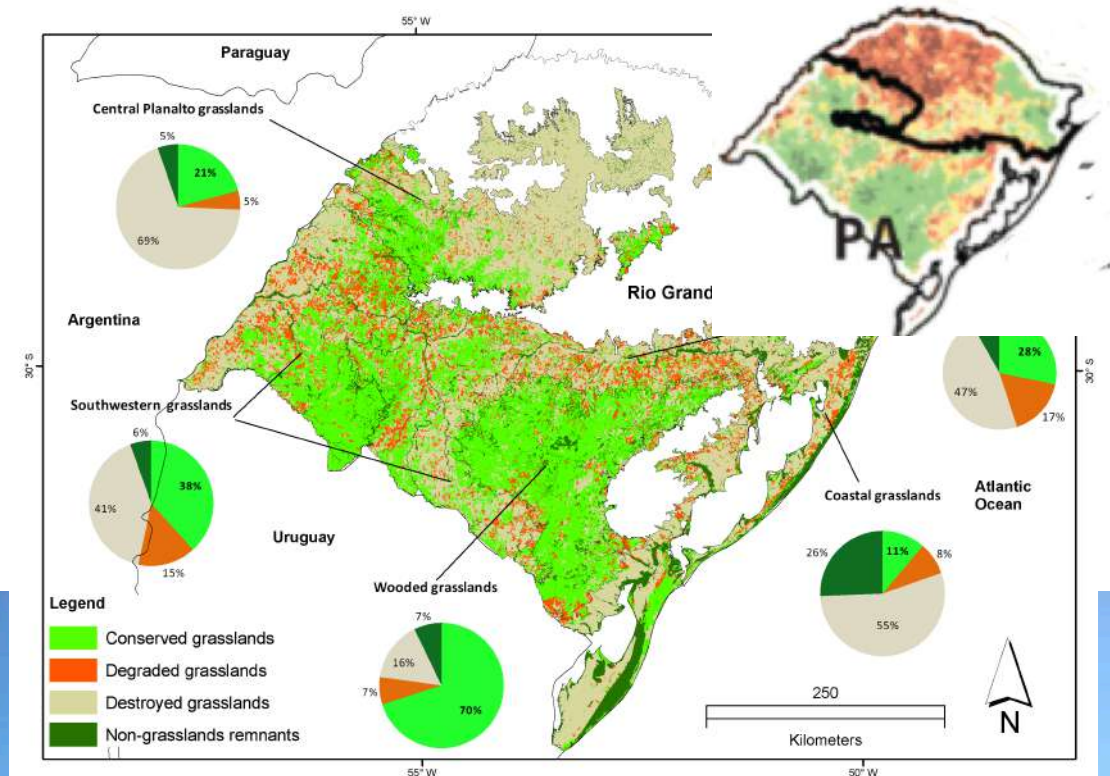 55° W
Paraguay
Central Planalto grasslands
5%
21%
5%
69%
PA
Rio Grand
Argentina
30° S
30° S
28%
47%
17%
Southwestern grasslands
6%
38%
41%
15%
Coastal grasslands
Atlantic
Ocean
Uruguay
26%
11%
8%
55%
Wooded grasslands
7%
16%
7%
70%
Legend
Conserved grasslands
Degraded grasslands
Destroyed grasslands
Non-grasslands remnants
250
Kilometers
N
55° W
50° W